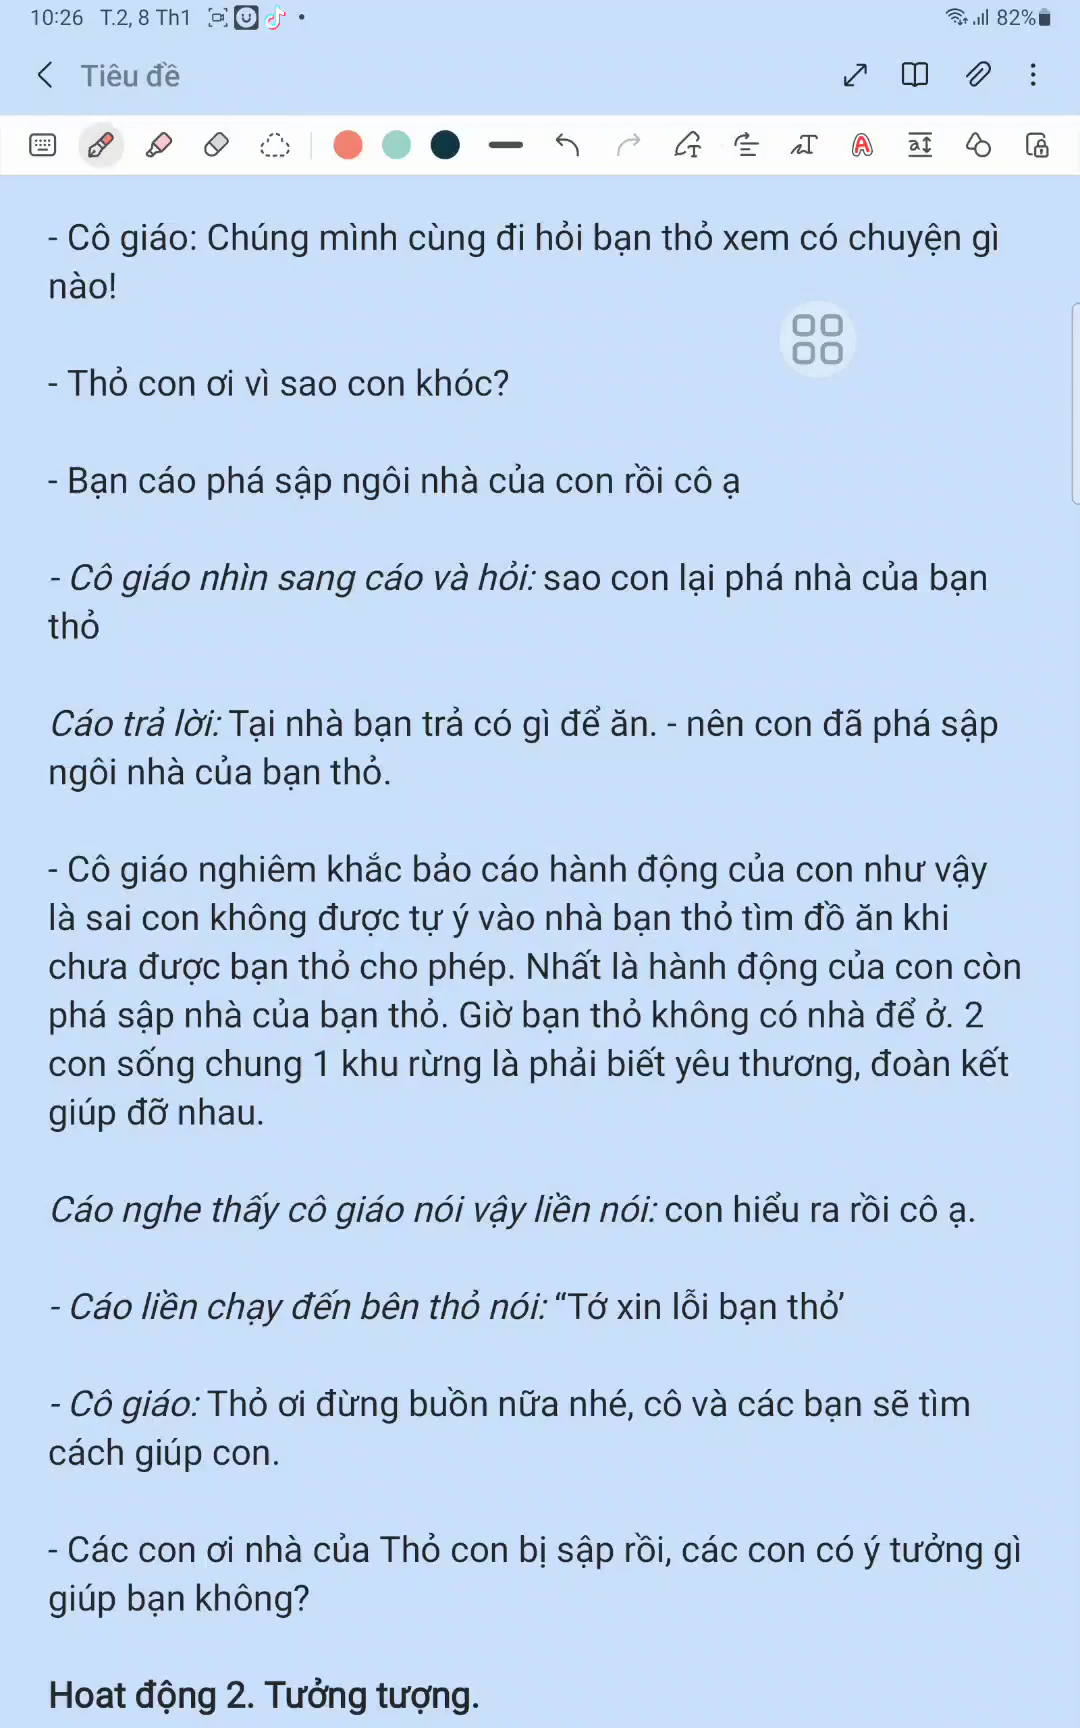 10:26 T.2, 8 Th1 82%
Tiêu đề
- Cô giáo: Chúng mình cùng đi hỏi bạn thỏ xem có chuyện gì
nào!
- Thỏ con ơi vì sao con khóc?
- Bạn cáo phá sập ngôi nhà của con rồi cô ạ
- Cô giáo nhìn sang cáo và hỏi: sao con lại phá nhà của bạn
thỏ
Cáo trả lời: Tại nhà bạn trả có gì để ăn. - nên con đã phá sập
ngôi nhà của bạn thỏ.
- Cô giáo nghiêm khắc bảo cáo hành động của con như vậy
là sai con không được tự ý vào nhà bạn thỏ tìm đồ ăn khi
chưa được bạn thỏ cho phép. Nhất là hành động của con còn
phá sập nhà của bạn thỏ. Giờ bạn thỏ không có nhà để ở. 2
con sống chung 1 khu rừng là phải biết yêu thương, đoàn kết
giúp đỡ nhau.
Cáo nghe thấy cô giáo nói vậy liền nói: con hiểu ra rồi cô ạ.
- Cáo liền chạy đến bên thỏ nói: “Tớ xin lỗi bạn thỏ’
- Cô giáo: Thỏ ơi đừng buồn nữa nhé, cô và các bạn sẽ tìm
cách giúp con.
- Các con ơi nhà của Thỏ con bị sập rồi, các con có ý tưởng gì
giúp bạn không?
Hoat động 2. Tưởng tượng.